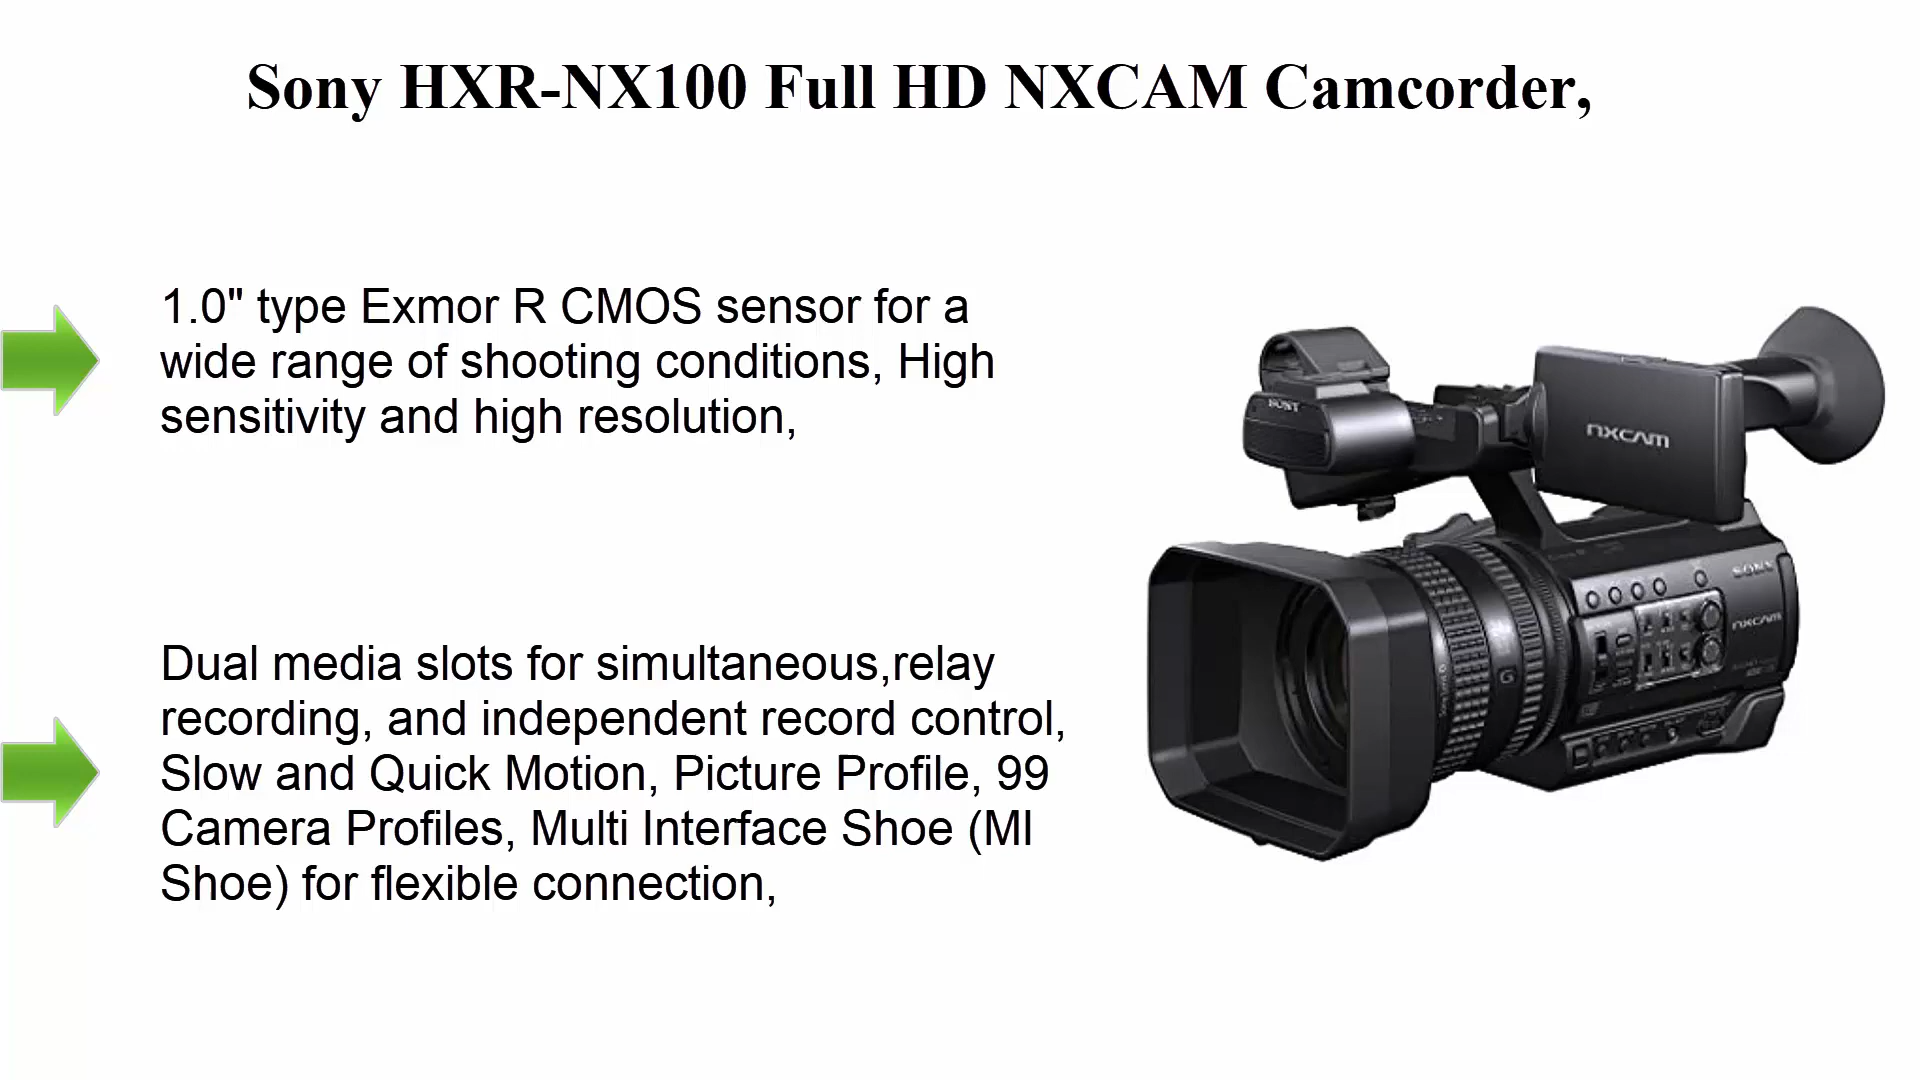 Sony HXR-NX100 Full HD NXCAM Camcorder,
1.0" type Exmor R CMOS sensor for a
wide range of shooting conditions, High
sensitivity and high resolution,
Dual media slots for simultaneous,relay
recording, and independent record control,
Slow and Quick Motion, Picture Profile, 99
Camera Profiles, Multi Interface Shoe (MI
Shoe) for flexible connection,
SONY
NXCAM
SONY
NXCAM
G